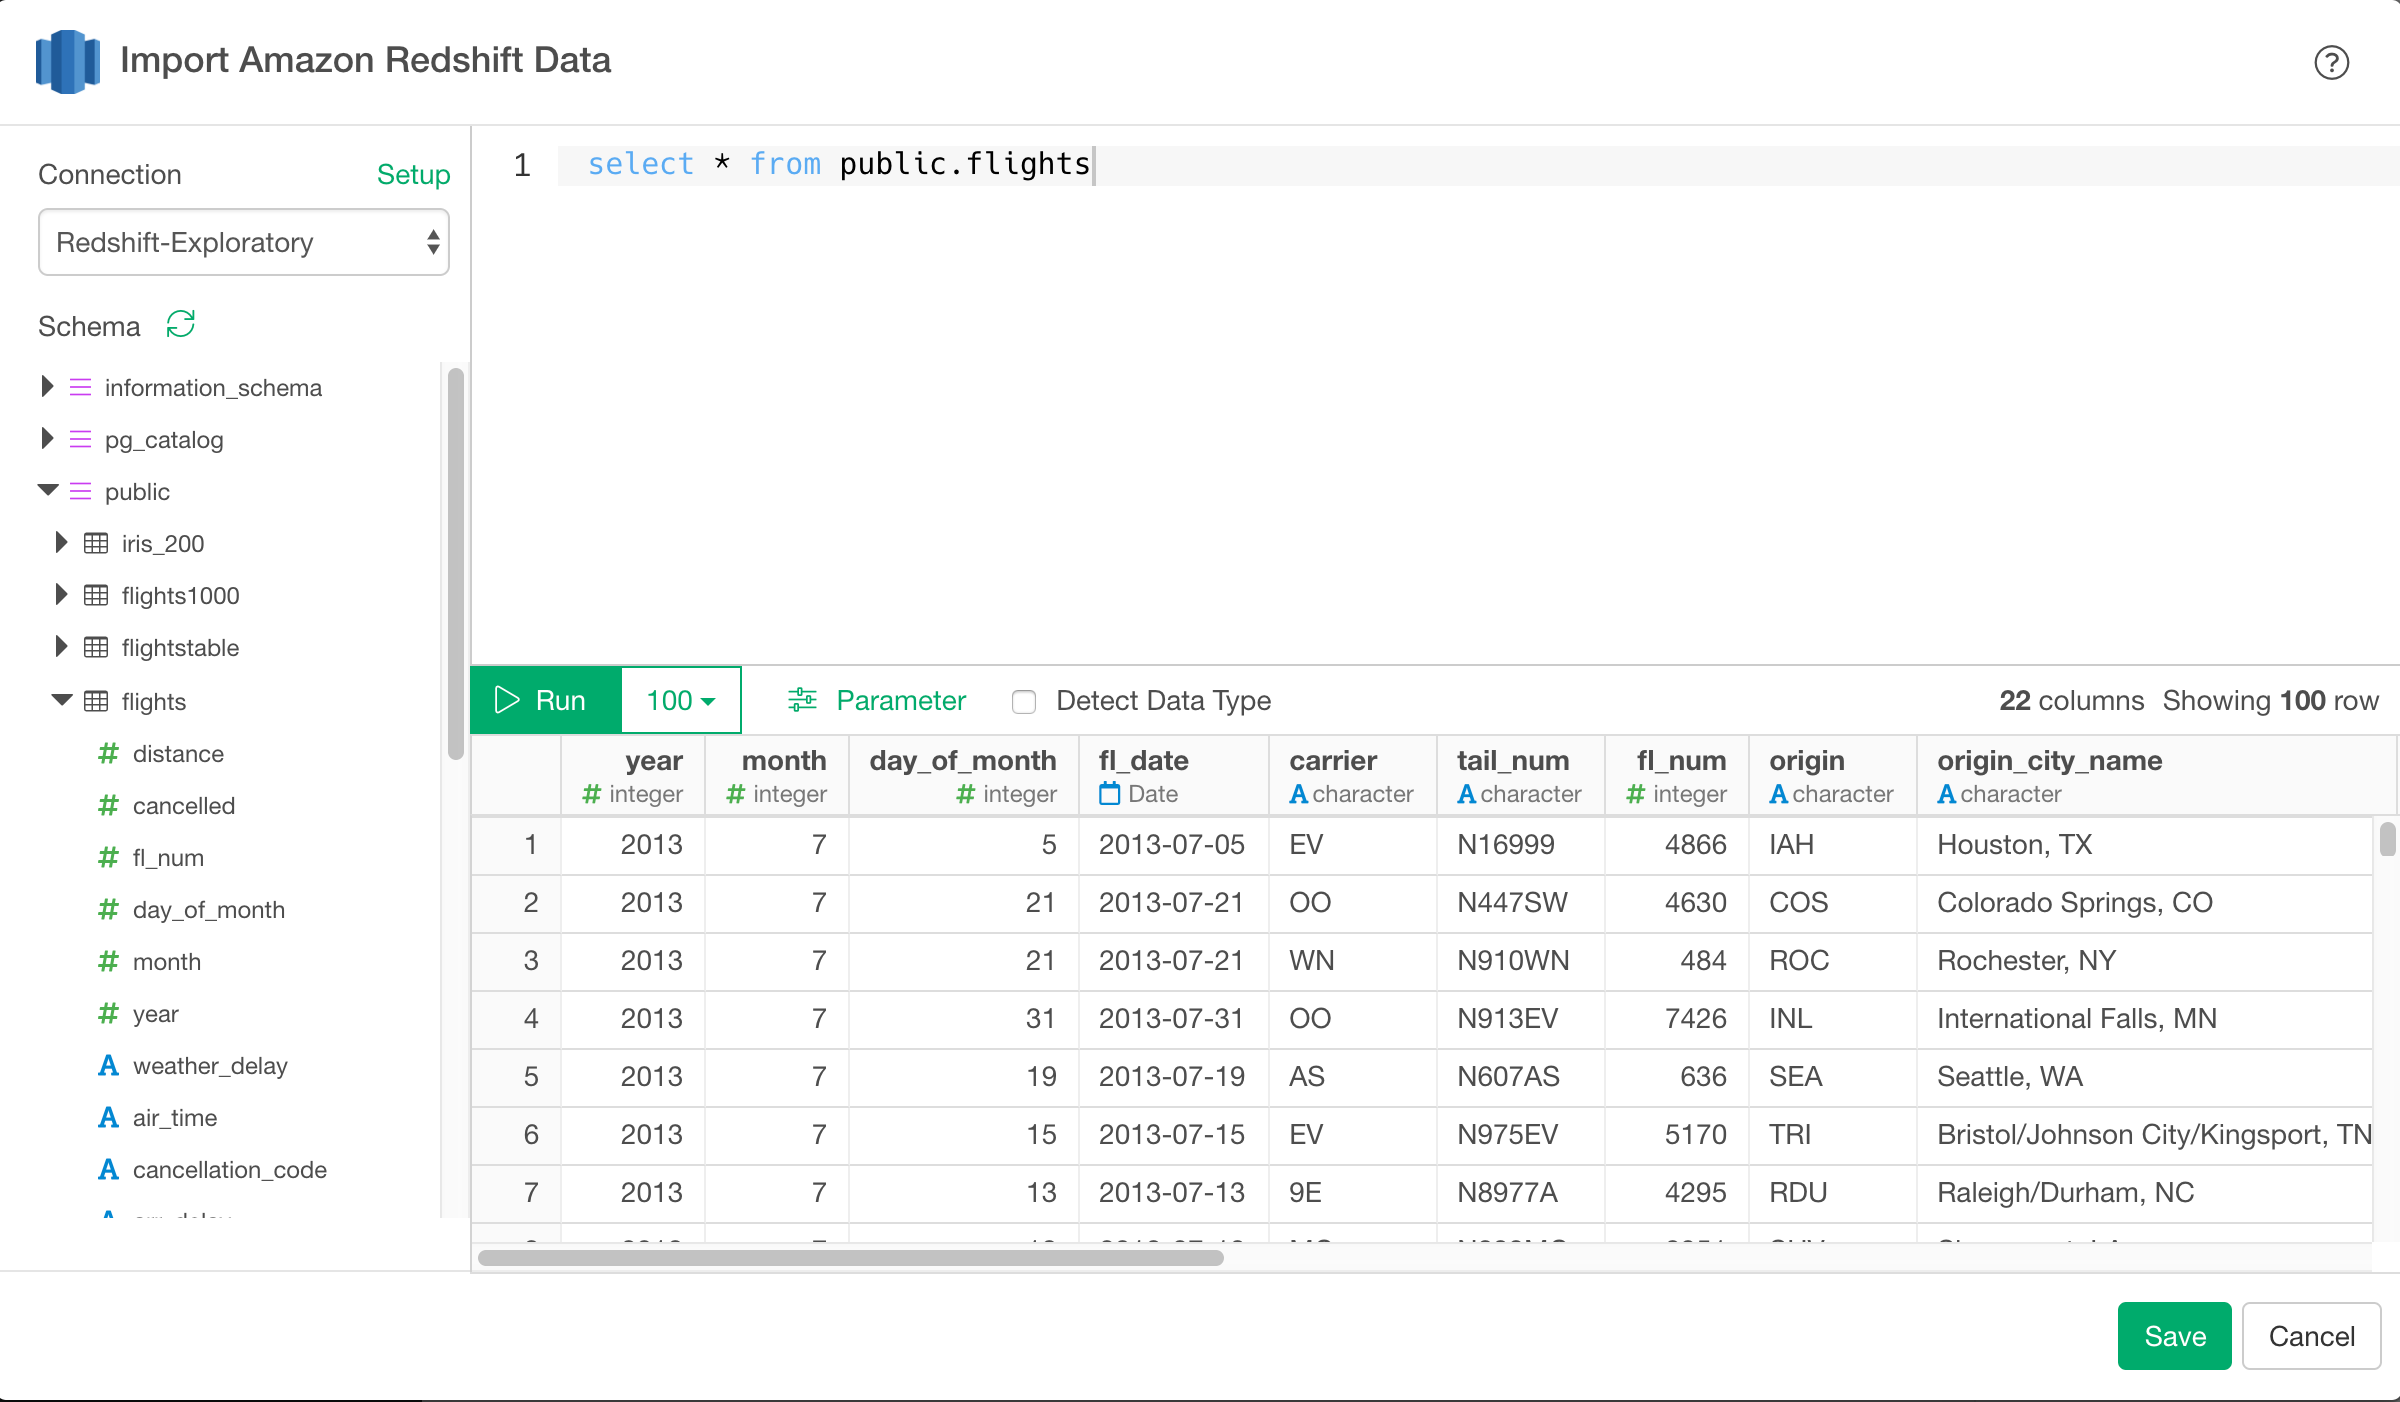 Import Amazon Redshift Data
?
Connection Setup
Redshift-Exploratory
Schema
information_schema
pg_catalog
public
iris_200
flights1000
flightstable
flights
# distance
# cancelled
# fl_num
# day_of_month
# month
# year
A weather_delay
A air_time
A cancellation_code
1 select * from public.flights
Run 100 Parameter Detect Data Type 22 columns Showing 100 row
year month day_of_month fl_date carrier tail_num fl_num origin origin_city_name
# integer # integer # integer Date A character A character # integer A character A character
1 2013 7 5 2013-07-05 EV N16999 4866 IAH Houston, TX
2 2013 7 21 2013-07-21 OO N447SW 4630 COS Colorado Springs, CO
3 2013 7 21 2013-07-21 WN N910WN 484 ROC Rochester, NY
4 2013 7 31 2013-07-31 OO N913EV 7426 INL International Falls, MN
5 2013 7 19 2013-07-19 AS N607AS 636 SEA Seattle, WA
6 2013 7 15 2013-07-15 EV N975EV 5170 TRI Bristol/Johnson City/Kingsport, TN
7 2013 7 13 2013-07-13 9E N8977A 4295 RDU Raleigh/Durham, NC
Save Cancel